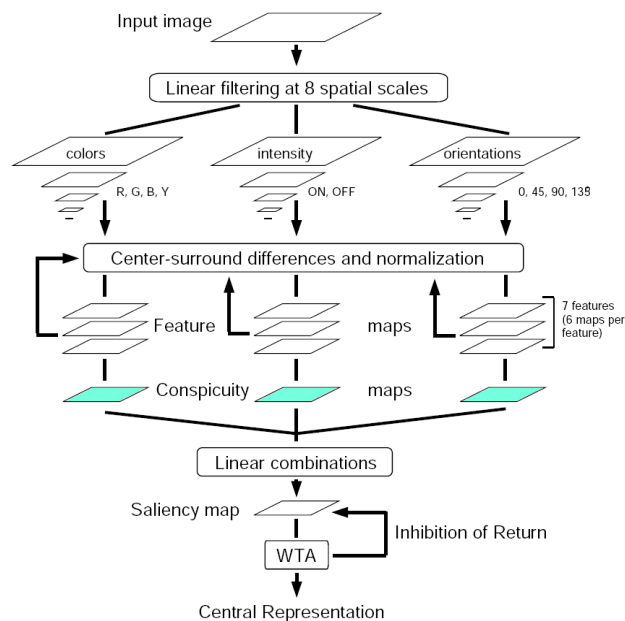 Input image
Linear filtering at 8 spatial scales
colors
intensity
orientations
R, G, B, Y
ON, OFF
0, 45, 90, 135°
Center-surround differences and normalization
Feature maps
7 features
(6 maps per
feature)
Conspicuity maps
Linear combinations
Saliency map
Inhibition of Return
WTA
Central Representation